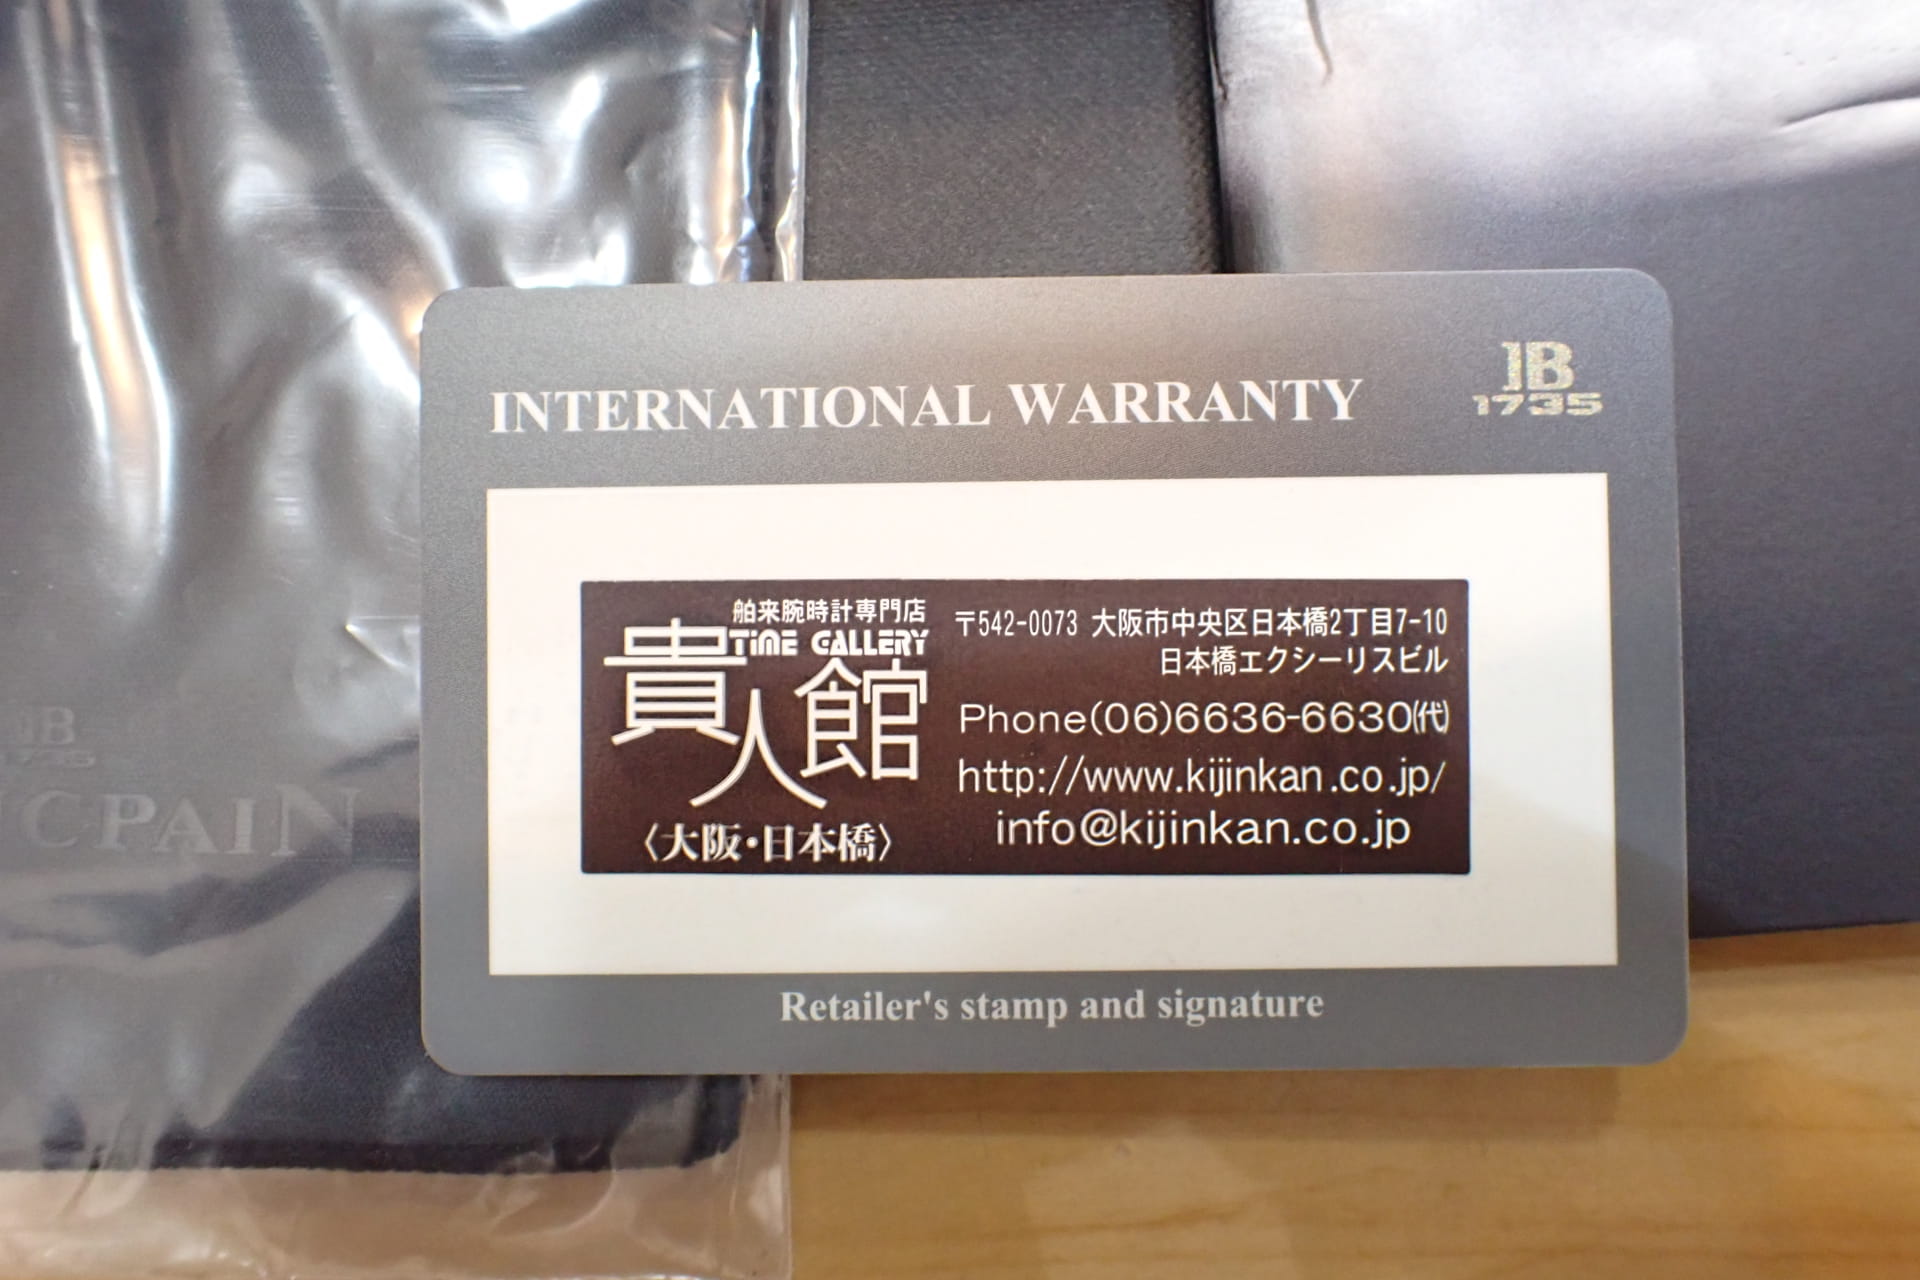 INTERNATIONAL WARRANTY
JB
1735
舶来腕時計専門店
TIME GALLERY
貴人館
〈大阪・日本橋〉
〒542-0073 大阪市中央区日本橋2丁目7-10
日本橋エクシーリスビル
Phone(06)6636-6630㈹
http://www.kijinkan.co.jp/
info@kijinkan.co.jp
Retailer's stamp and signature
JB
1735
NCPAIN